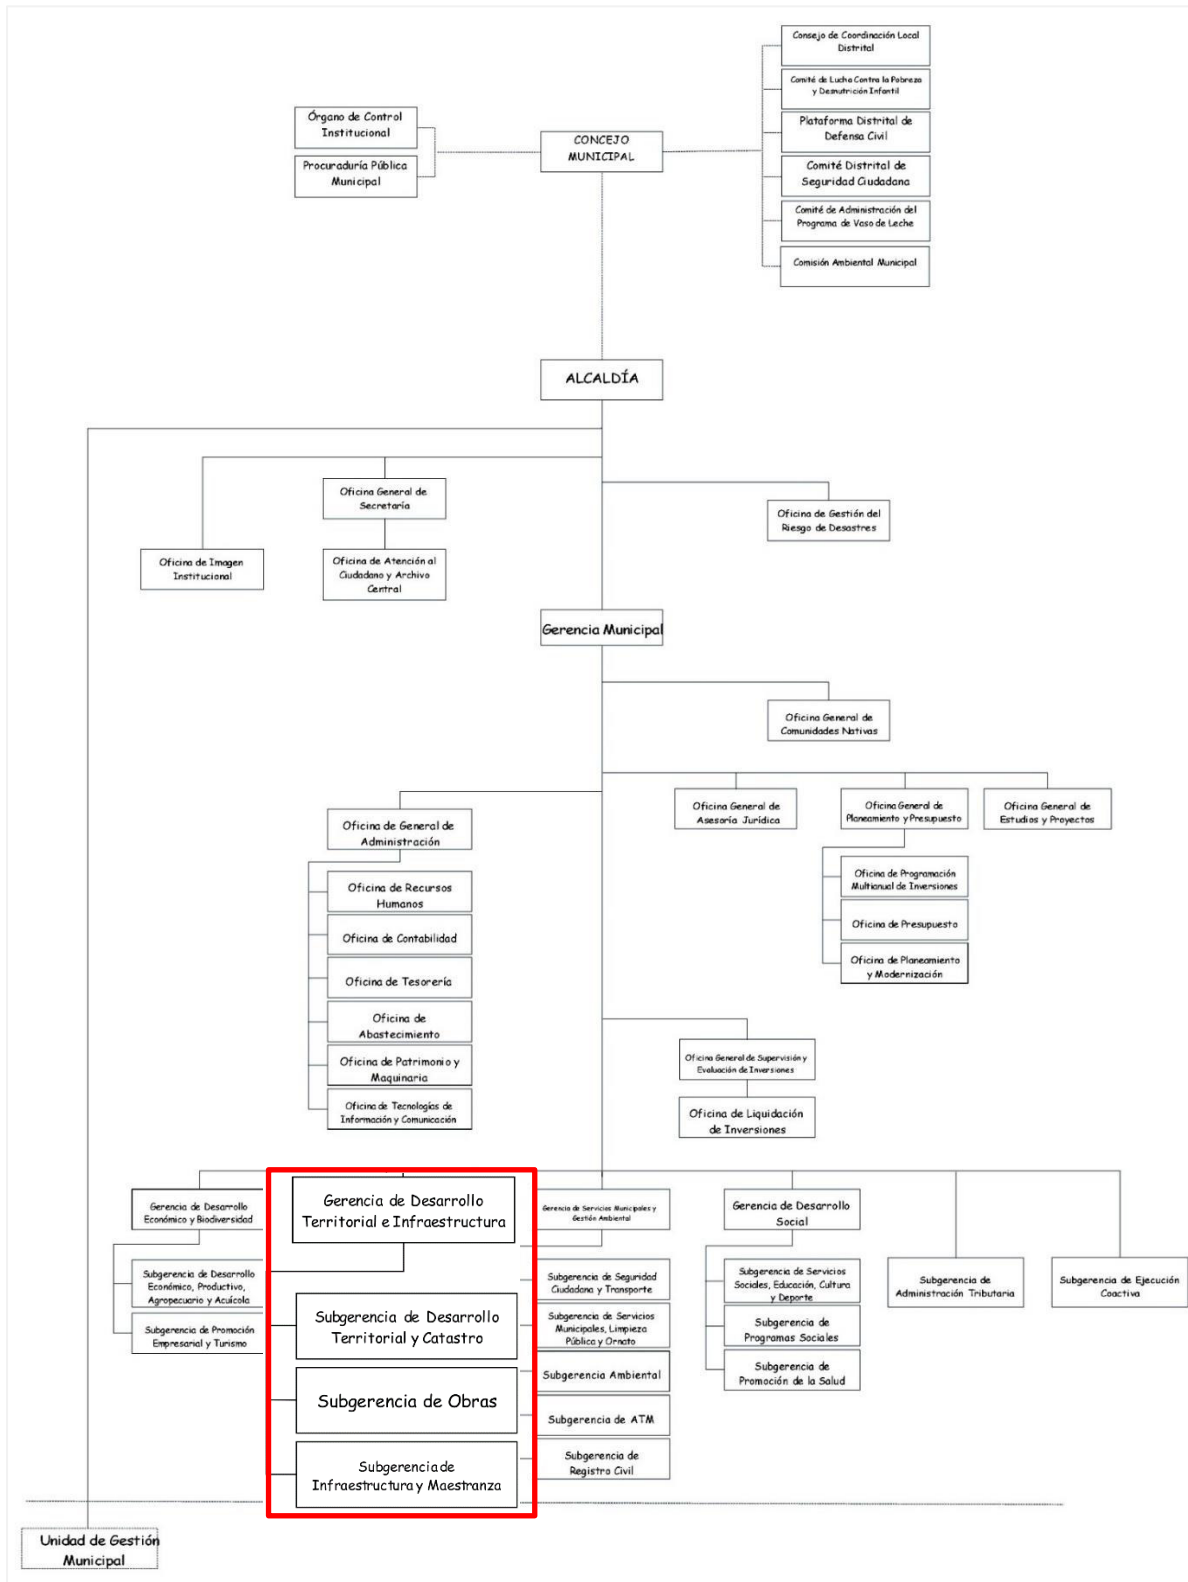 Consejo de Coordinación Local
Distrital
Comité de Lucha Contra la Pobreza
y Desnutrición Infantil
Órgano de Control
Institucional
Plataforma Distrital de
Defensa Civil
CONCEJO
MUNICIPAL
Procuraduría Pública
Municipal
Comité Distrital de
Seguridad Ciudadana
Comité de Administración del
Programa de Vaso de Leche
Comisión Ambiental Municipal
ALCALDÍA
Oficina General de
Secretaría
Oficina de Gestión del
Riesgo de Desastres
Oficina de Imagen
Institucional
Oficina de Atención al
Ciudadano y Archivo
Central
Gerencia Municipal
Oficina General de
Comunidades Nativas
Oficina de General de
Administración
Oficina General de
Asesoría Jurídica
Oficina General de
Planeamiento y Presupuesto
Oficina General de
Estudios y Proyectos
Oficina de Recursos
Humanos
Oficina de Contabilidad
Oficina de Tesorería
Oficina de
Abastecimiento
Oficina de Patrimonio y
Maquinaria
Oficina de Tecnologías de
Información y Comunicación
Oficina de Programación
Multianual de Inversiones
Oficina de Presupuesto
Oficina de Planeamiento
y Modernización
Oficina General de Supervisión y
Evaluación de Inversiones
Oficina de Liquidación
de Inversiones
Gerencia de Desarrollo
Económico y Biodiversidad
Subgerencia de Desarrollo
Económico, Productivo,
Agropecuario y Acuícola
Subgerencia de Promoción
Empresarial y Turismo
Gerencia de Desarrollo
Territorial e Infraestructura
Subgerencia de Desarrollo
Territorial y Catastro
Subgerencia de Obras
Subgerencia de
Infraestructura y Maestranza
Gerencia de Servicios Municipales y
Gestión Ambiental
Subgerencia de Seguridad
Ciudadana y Transporte
Subgerencia de Servicios
Municipales, Limpieza
Pública y Ornato
Subgerencia Ambiental
Subgerencia de ATM
Subgerencia de
Registro Civil
Gerencia de Desarrollo
Social
Subgerencia de Servicios
Sociales, Educación, Cultura
y Deporte
Subgerencia de
Programas Sociales
Subgerencia de
Promoción de la Salud
Subgerencia de
Administración Tributaria
Subgerencia de Ejecución
Coactiva
Unidad de Gestión
Municipal